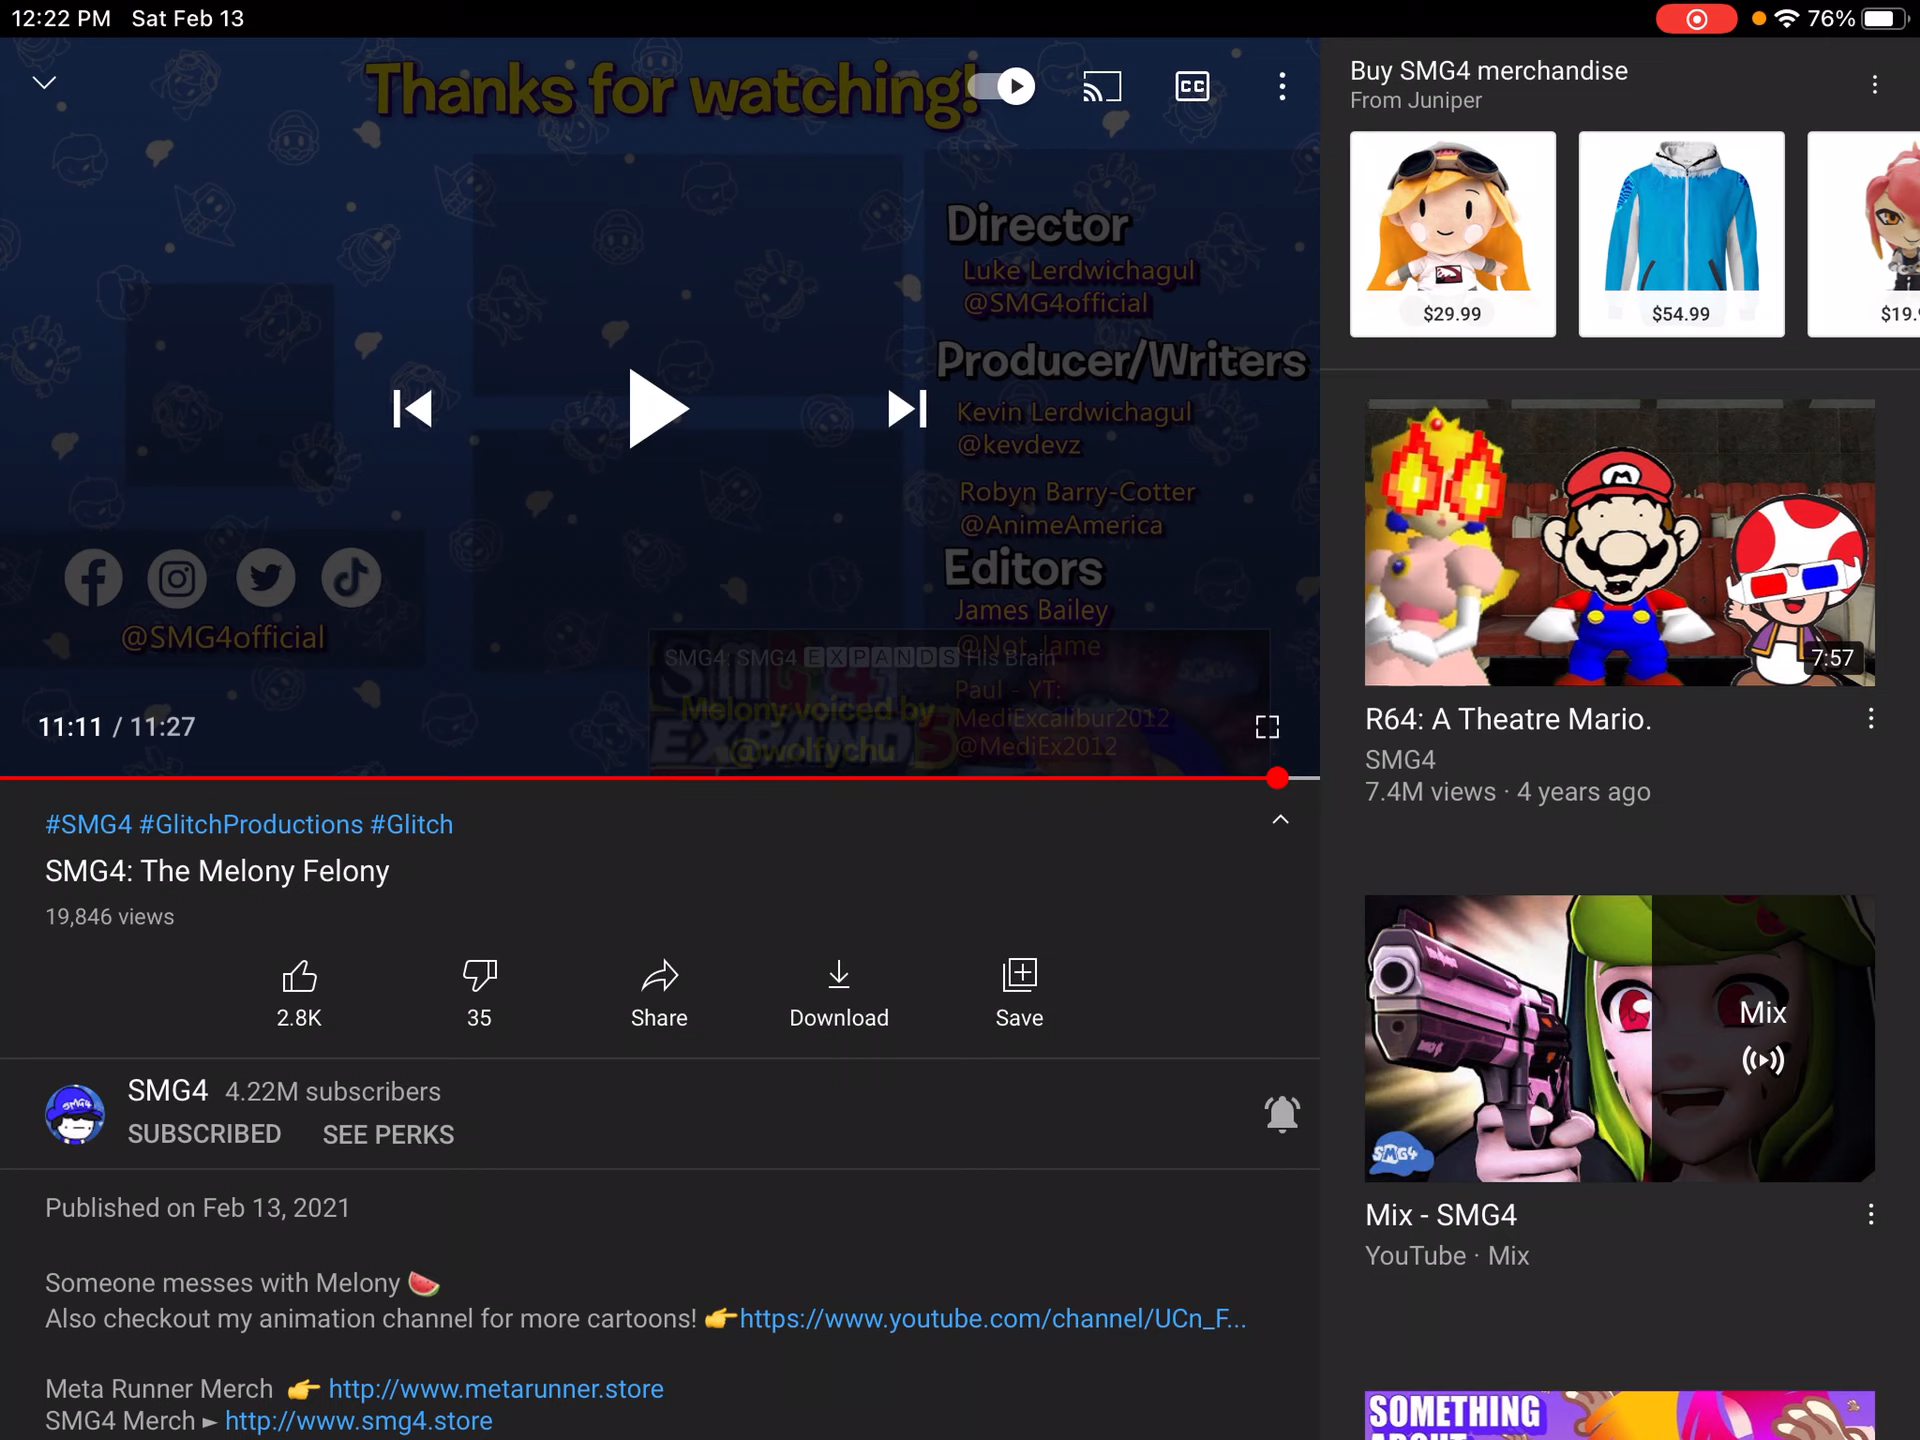 12:22 PM Sat Feb 13
76%
Thanks for watching!
CC
Director
Luke Lerdwichagul
@SMG4official
Producer/Writers
Kevin Lerdwichagul
@kevdevz
Robyn Barry-Cotter
@AnimeAmerica
Editors
James Bailey
@Not_Jame
Paul - YT:
MediExcalibur2012
@MediEx2012
@SMG4official
SMG4: SMG4 🄴🅇🄿🄰🄽🄳🅂 His Brain
Melony voiced by
@wolfychu
11:11 / 11:27
#SMG4 #GlitchProductions #Glitch
SMG4: The Melony Felony
19,846 views
2.8K
35
Share
Download
Save
SMG4 4.22M subscribers
SUBSCRIBED SEE PERKS
Published on Feb 13, 2021
Someone messes with Melony 🍉
Also checkout my animation channel for more cartoons! 👉https://www.youtube.com/channel/UCn_F...
Meta Runner Merch 👉 http://www.metarunner.store
SMG4 Merch ► http://www.smg4.store
Buy SMG4 merchandise
From Juniper
$29.99
$54.99
$19.
7:57
R64: A Theatre Mario.
SMG4
7.4M views · 4 years ago
Mix
SMG4
Mix - SMG4
YouTube · Mix
SOMETHING
ABOUT